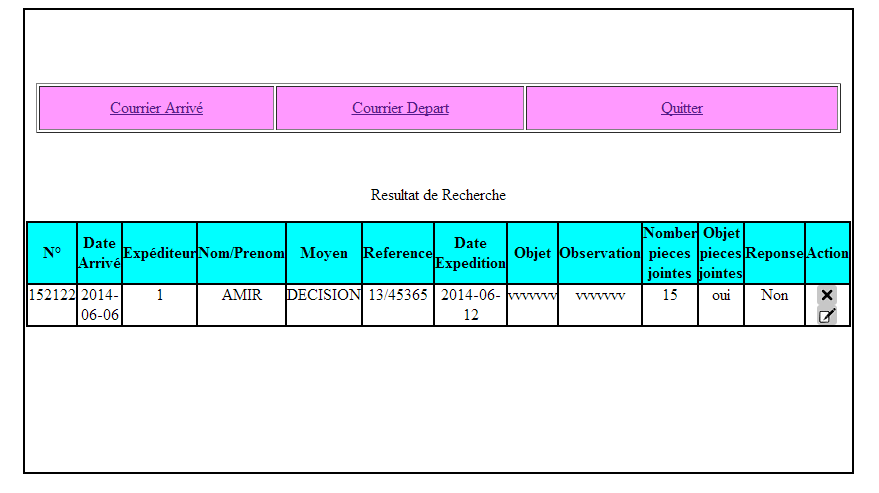 Courrier Arrivé Courrier Depart Quitter
Resultat de Recherche
N° Date Arrivé Expéditeur Nom/Prenom Moyen Reference Date Expedition Objet Observation Nomber pieces jointes Objet pieces jointes Reponse Action
152122 2014-06-06 1 AMIR DECISION 13/45365 2014-06-12 vvvvvvv vvvvvvv 15 oui Non